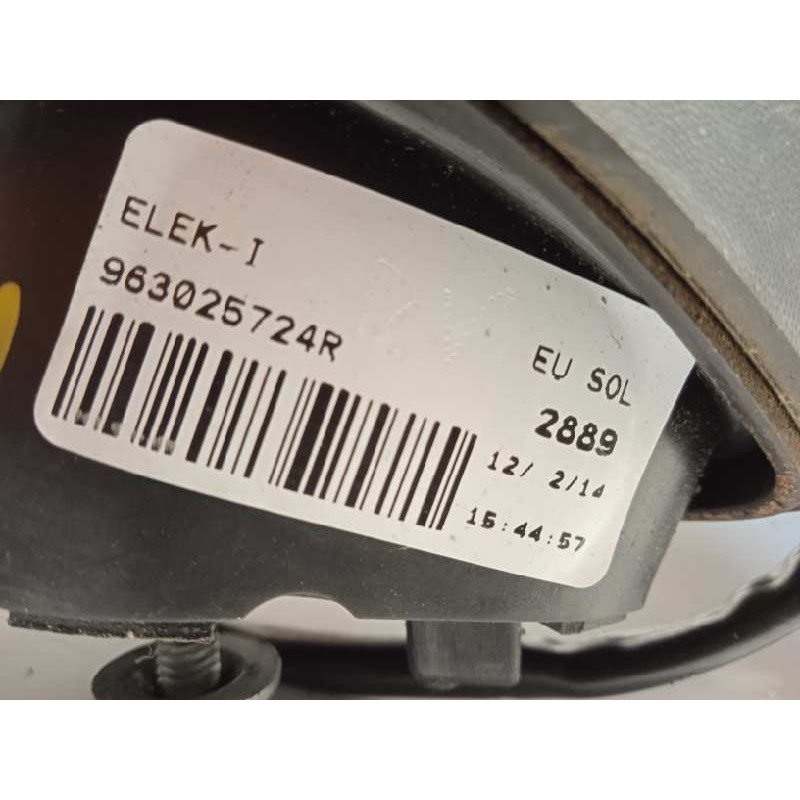 ELEK-I
963025724R
EU SOL
2889
12/ 2/14
15:44:57